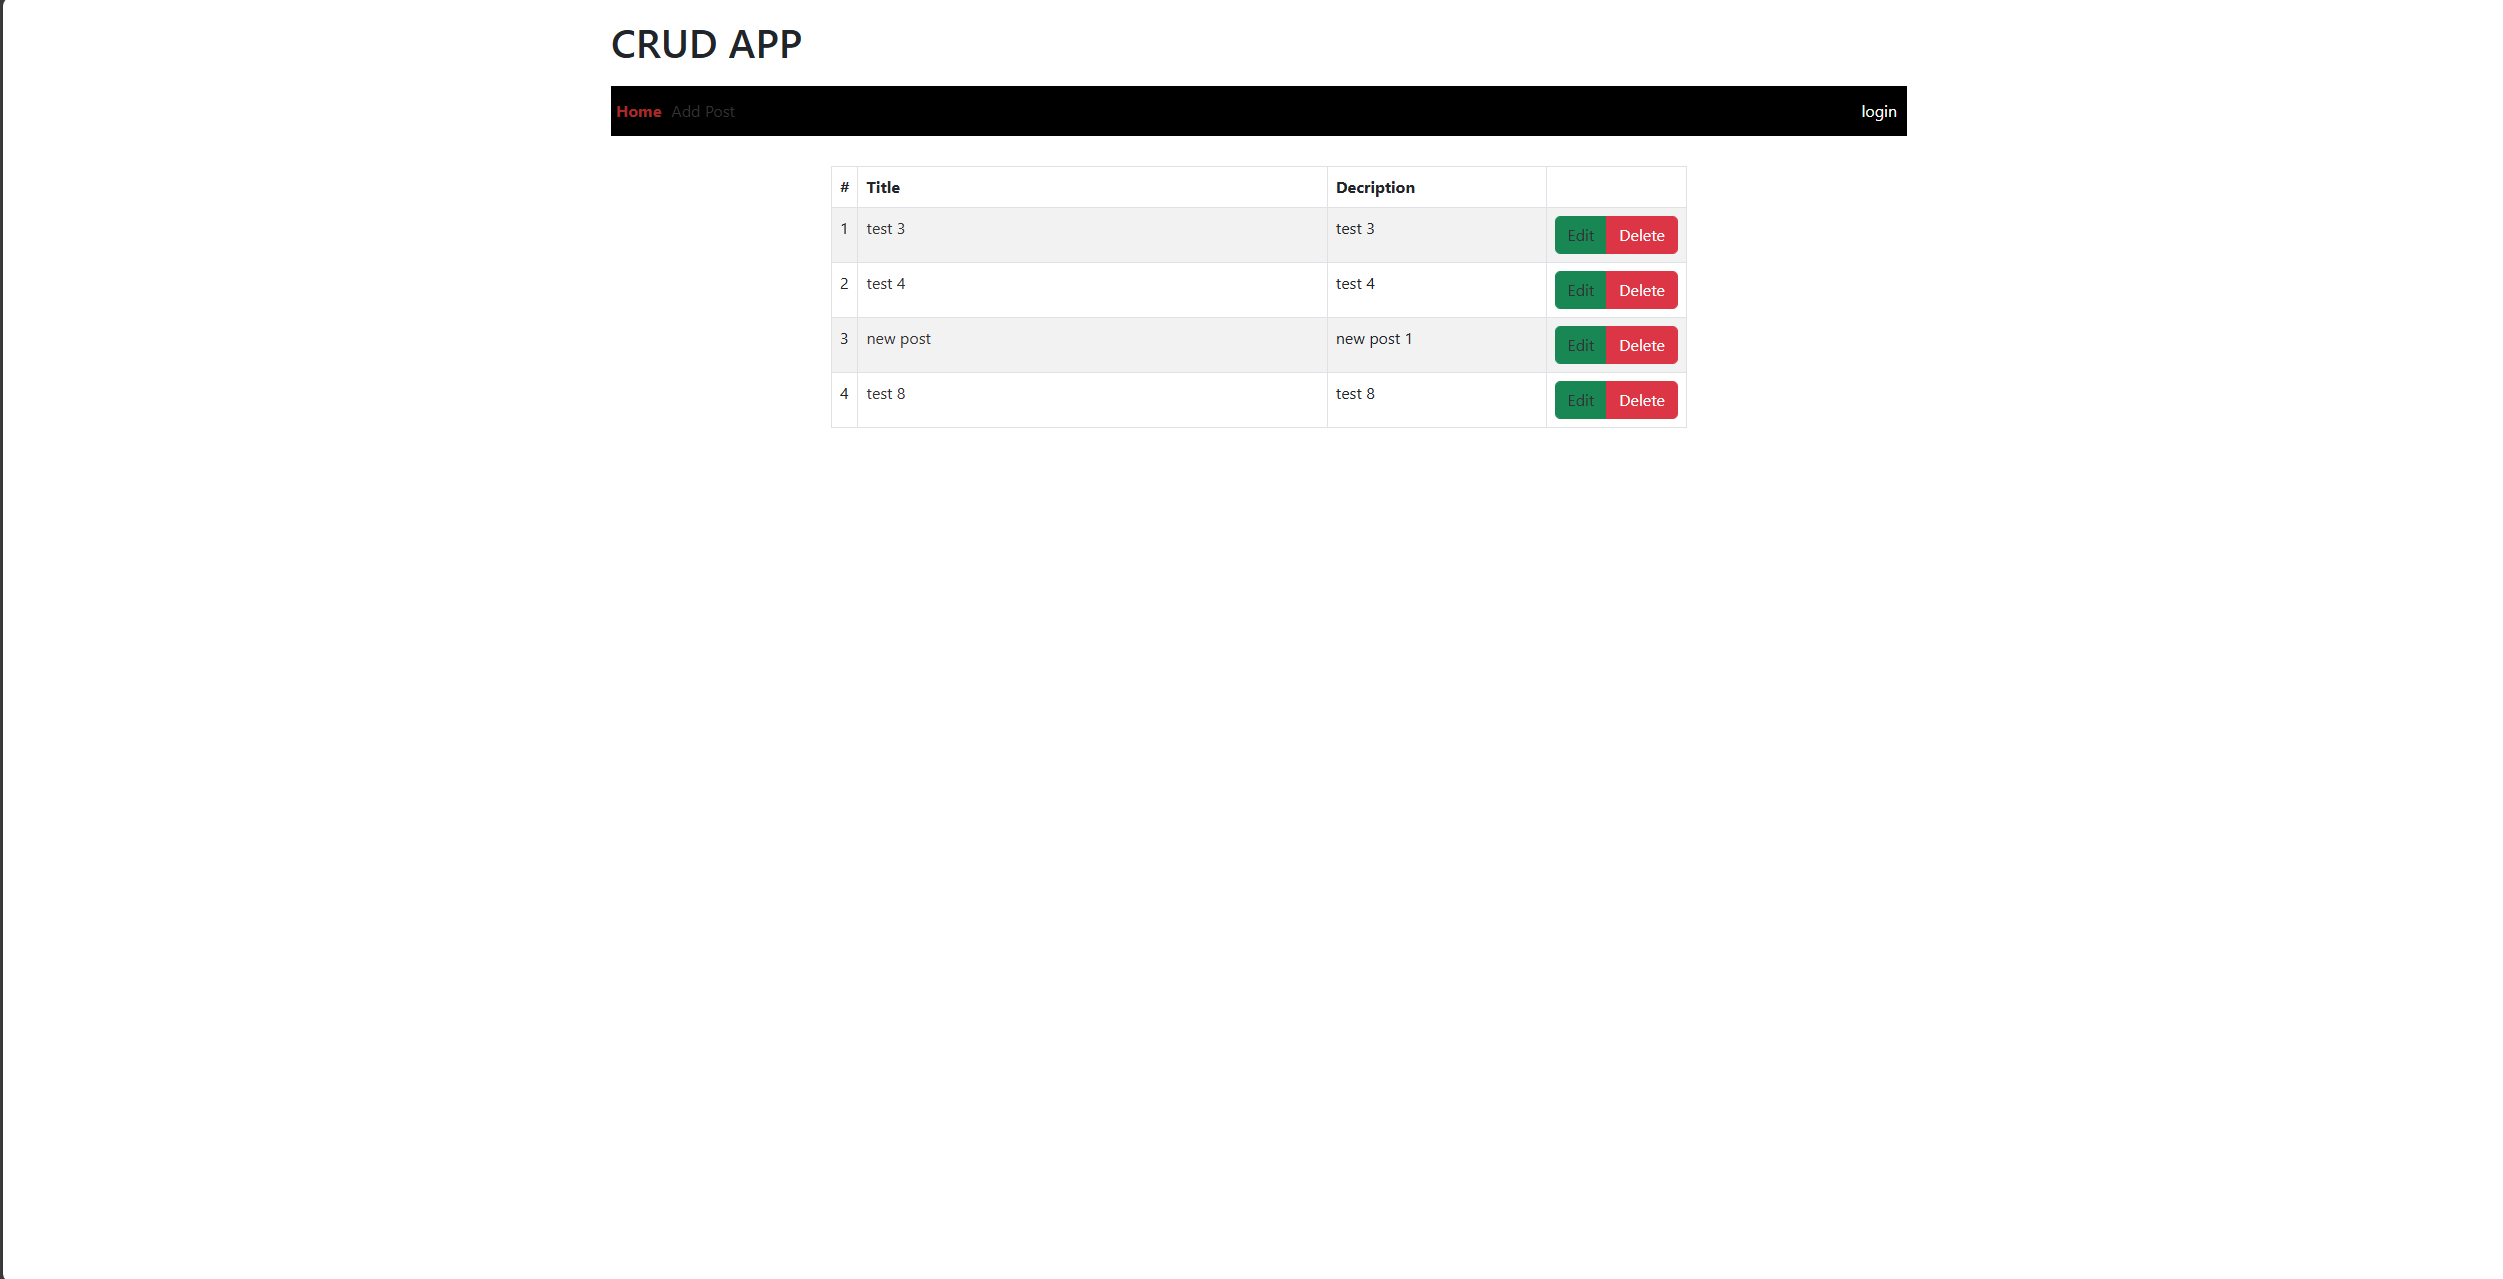 CRUD APP
Home Add Post login
# Title Decription
1 test 3 test 3 Edit Delete
2 test 4 test 4 Edit Delete
3 new post new post 1 Edit Delete
4 test 8 test 8 Edit Delete